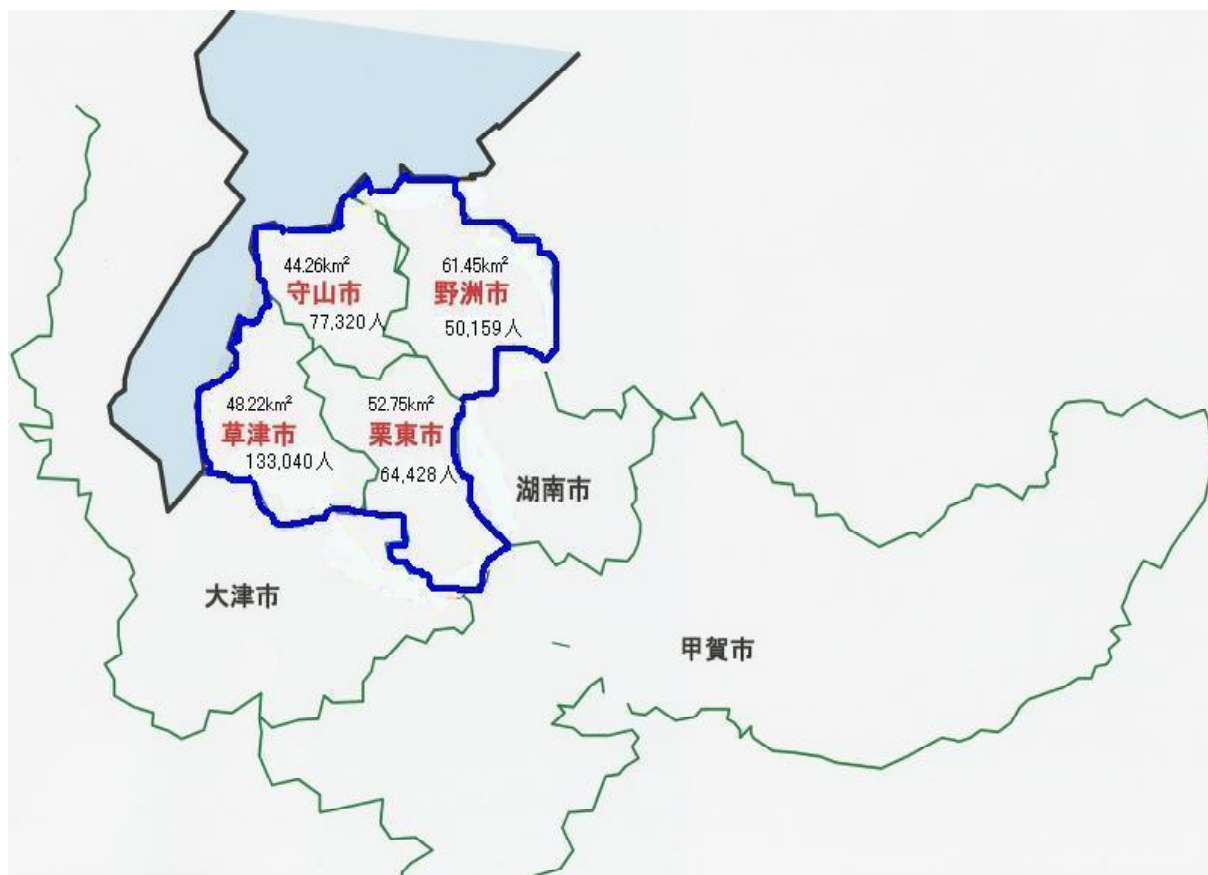 44.26km²
守山市
77,320人
61.45km²
野洲市
50,159人
48.22km²
草津市
133,040人
52.75km²
栗東市
64,428人
湖南市
大津市
甲賀市